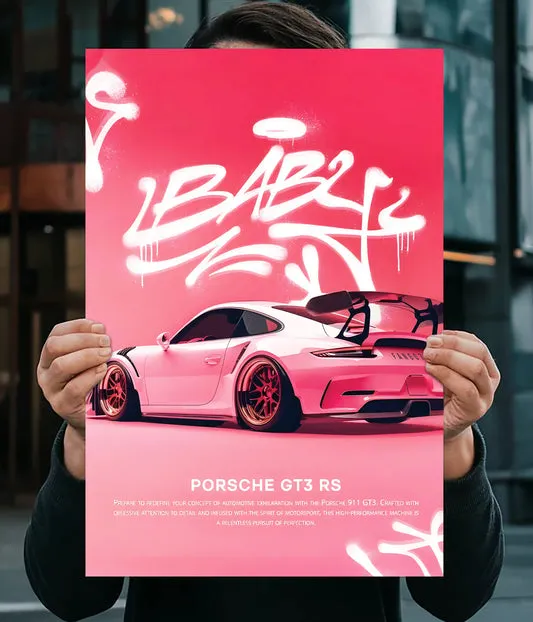 BABY
PORSCHE GT3 RS
PREPARE TO REDEFINE YOUR CONCEPT OF AUTOMOTIVE EXHILARATION WITH THE PORSCHE 911 GT3. CRAFTED WITH
OBSESSIVE ATTENTION TO DETAIL AND INFUSED WITH THE SPIRIT OF MOTORSPORT, THIS HIGH-PERFORMANCE MACHINE IS
A RELENTLESS PURSUIT OF PERFECTION.